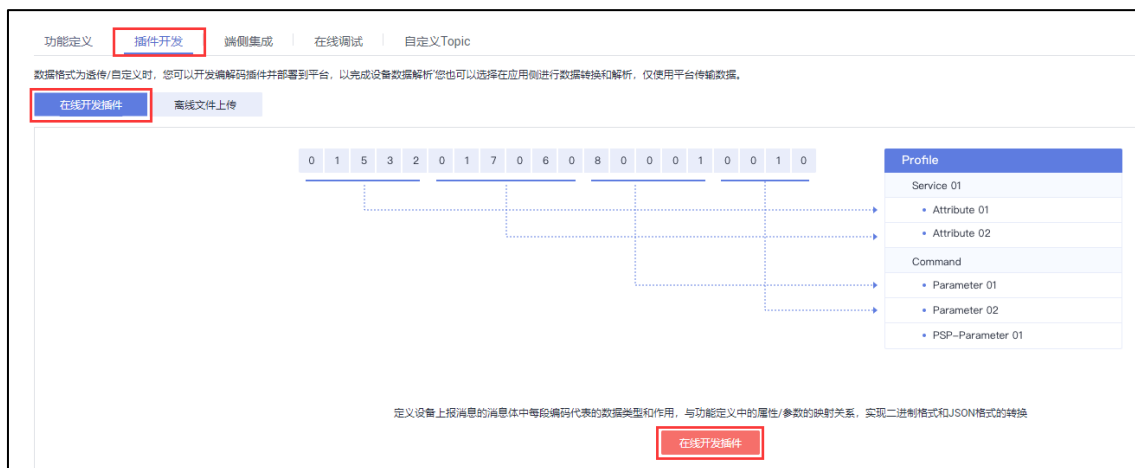 功能定义 插件开发 端侧集成 在线调试 自定义Topic
数据格式为透传/自定义时，您可以开发编解码插件并部署到平台，以完成设备数据解析'您也可以选择在应用侧进行数据转换和解析，仅使用平台传输数据。
在线开发插件 离线文件上传
0 1 5 3 2 0 1 7 0 6 0 8 0 0 0 1 0 0 1 0
Profile
Service 01
• Attribute 01
• Attribute 02
Command
• Parameter 01
• Parameter 02
• PSP-Parameter 01
定义设备上报消息的消息体中每段编码代表的数据类型和作用，与功能定义中的属性/参数的映射关系，实现二进制格式和JSON格式的转换
在线开发插件